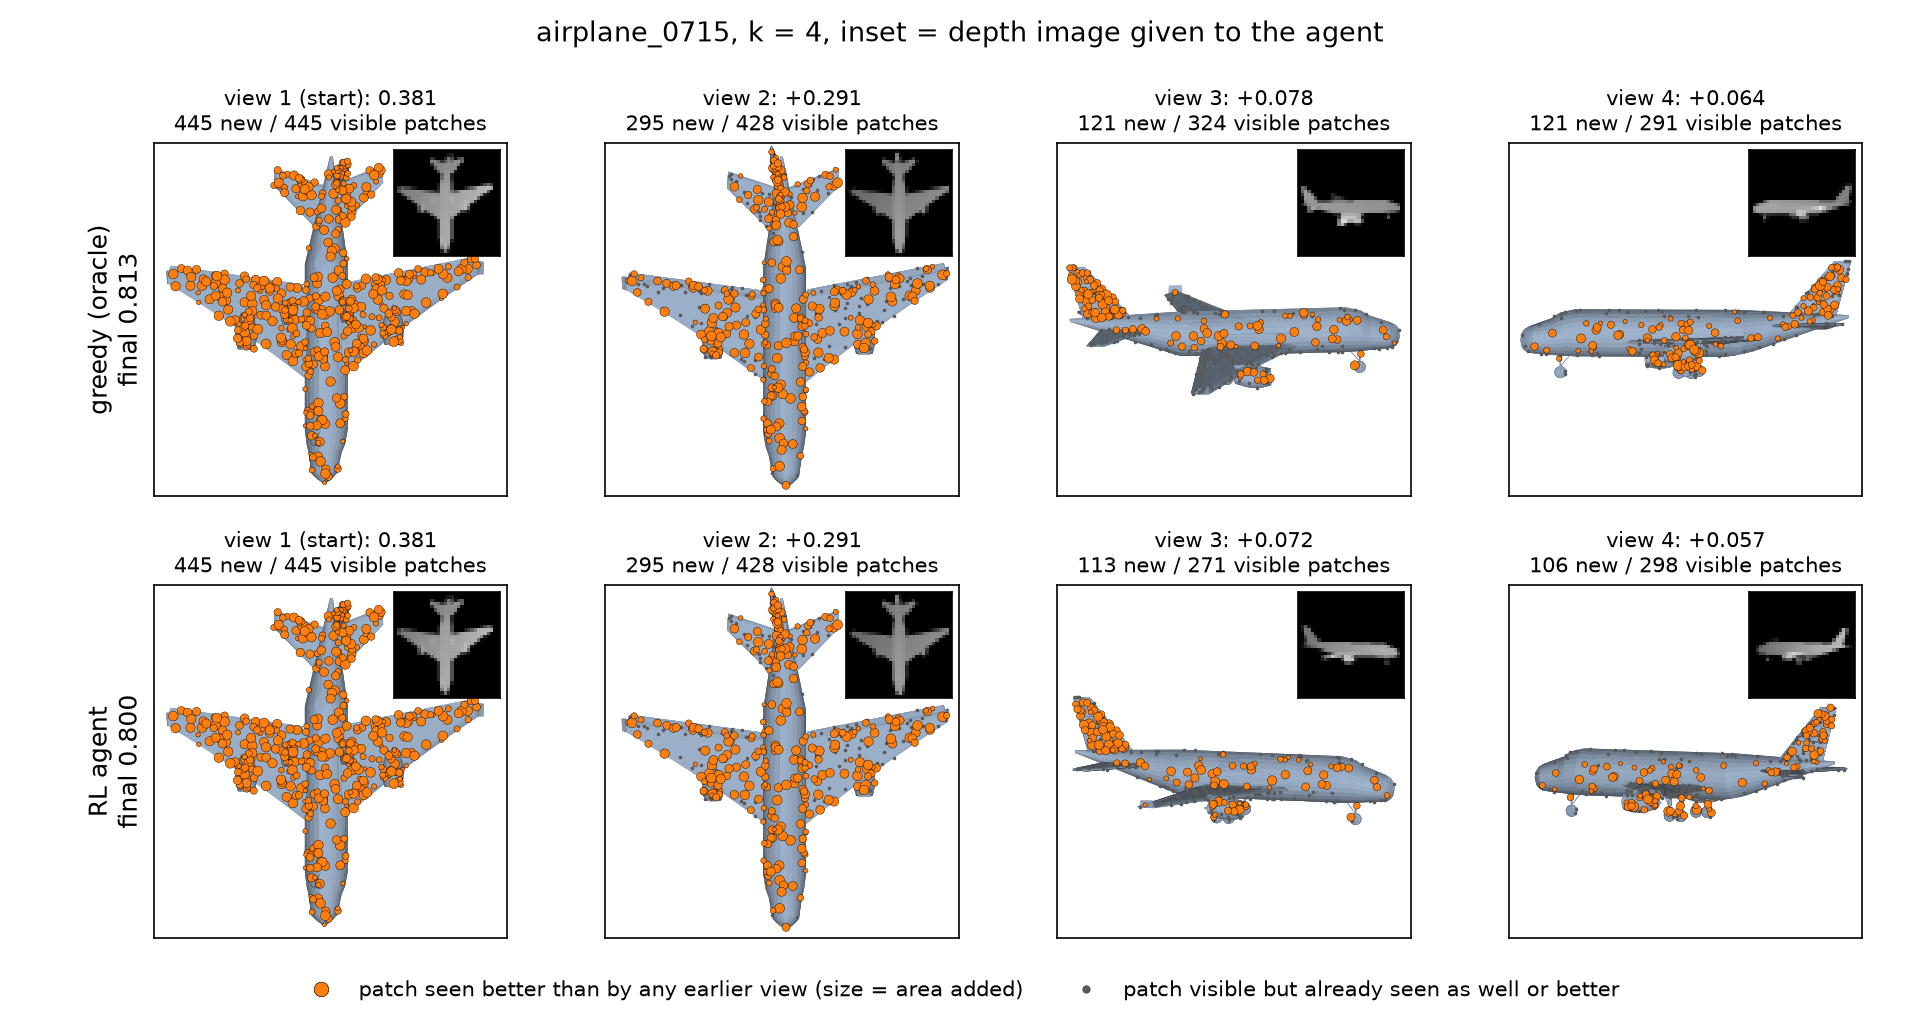 airplane_0715, k = 4, inset = depth image given to the agent
view 1 (start): 0.381
445 new / 445 visible patches
view 2: +0.291
295 new / 428 visible patches
view 3: +0.078
121 new / 324 visible patches
view 4: +0.064
121 new / 291 visible patches
greedy (oracle)
final 0.813
view 1 (start): 0.381
445 new / 445 visible patches
view 2: +0.291
295 new / 428 visible patches
view 3: +0.072
113 new / 271 visible patches
view 4: +0.057
106 new / 298 visible patches
RL agent
final 0.800
patch seen better than by any earlier view (size = area added)
patch visible but already seen as well or better